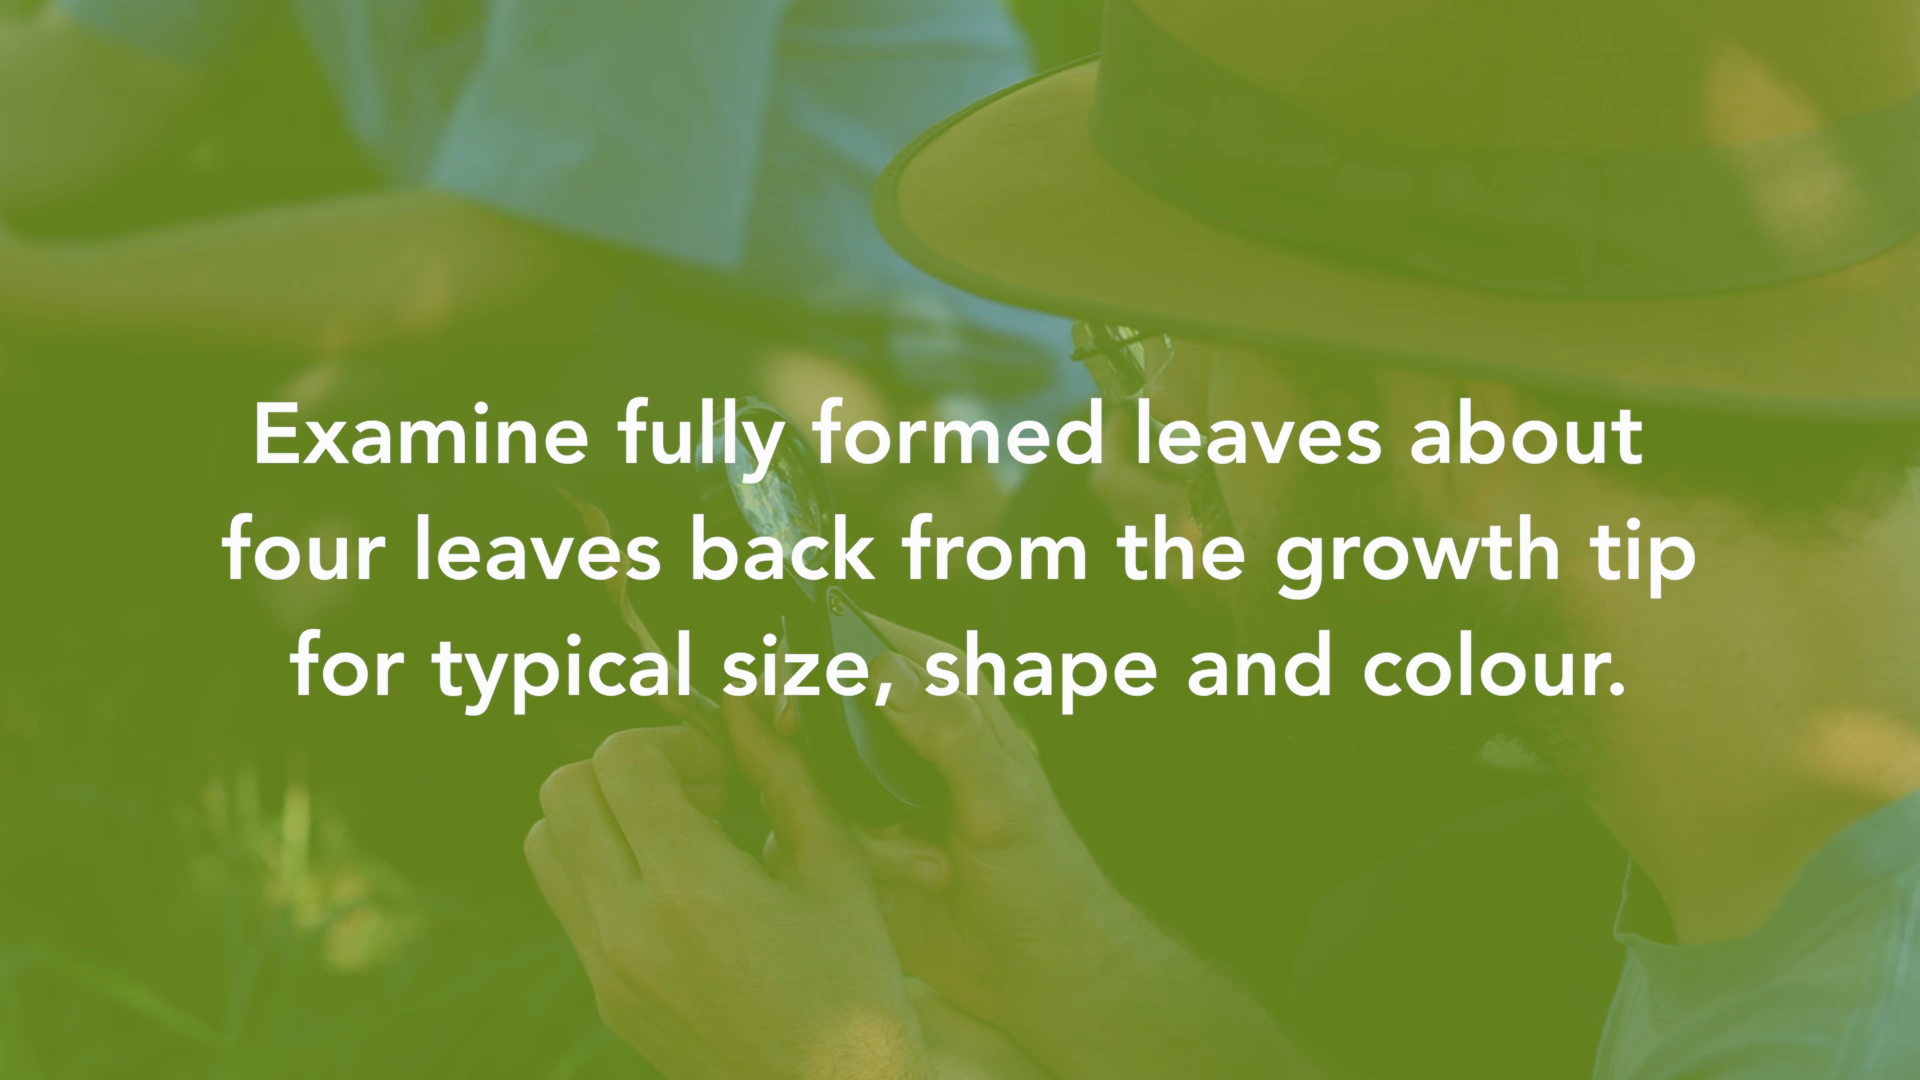 Examine fully formed leaves about
four leaves back from the growth tip
for typical size, shape and colour.